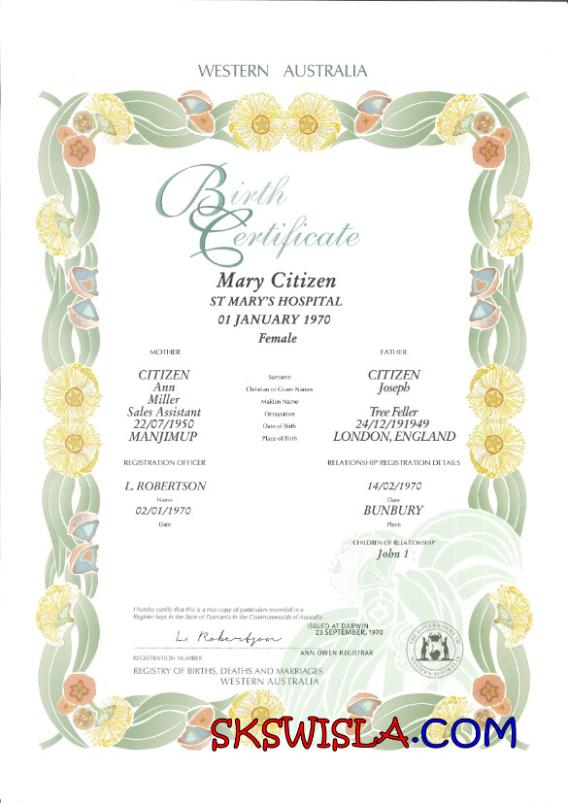 WESTERN AUSTRALIA
Birth
Certificate
Mary Citizen
ST MARY'S HOSPITAL
01 JANUARY 1970
Female
MOTHER FATHER
CITIZEN Surname CITIZEN
Ann Christian or Given Names Joseph
Miller Maiden Name
Sales Assistant Occupation Tree Feller
22/07/1950 Date of Birth 24/12/191949
MANJIMUP Place of Birth LONDON, ENGLAND
REGISTRATION OFFICER RELATIONSHIP REGISTRATION DETAILS
L. ROBERTSON 14/02/1970
Name Date
02/01/1970 BUNBURY
Date Place
CHILDREN OF RELATIONSHIP
John 1
I hereby certify that this is a true copy of particulars recorded in a
Register kept in the State of Tasmania in the Commonwealth of Australia
ISSUED AT DARWIN
23 SEPTEMBER, 1970
L. Robertson
ANN OWEN REGISTRAR
REGISTRATION NUMBER
REGISTRY OF BIRTHS, DEATHS AND MARRIAGES
WESTERN AUSTRALIA
THE GOVERNMENT OF
WESTERN AUSTRALIA
SKSWISLA.COM